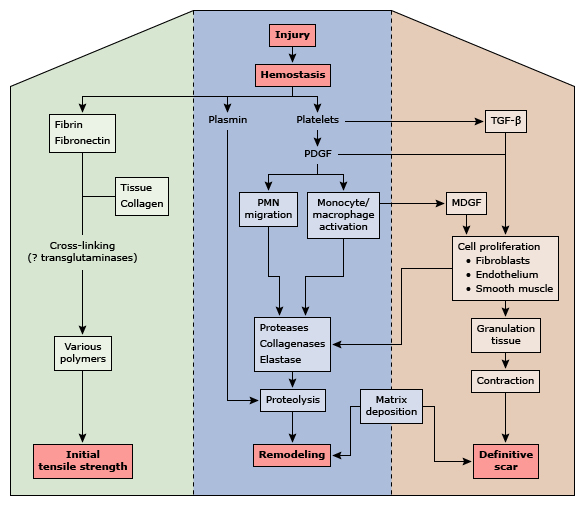 Injury
Hemostasis
Fibrin
Fibronectin
Plasmin
Platelets
TGF-β
PDGF
Tissue
Collagen
PMN
migration
Monocyte/
macrophage
activation
MDGF
Cross-linking
(? transglutaminases)
Cell proliferation
• Fibroblasts
• Endothelium
• Smooth muscle
Proteases
Collagenases
Elastase
Granulation
tissue
Various
polymers
Contraction
Proteolysis
Matrix
deposition
Initial
tensile strength
Remodeling
Definitive
scar